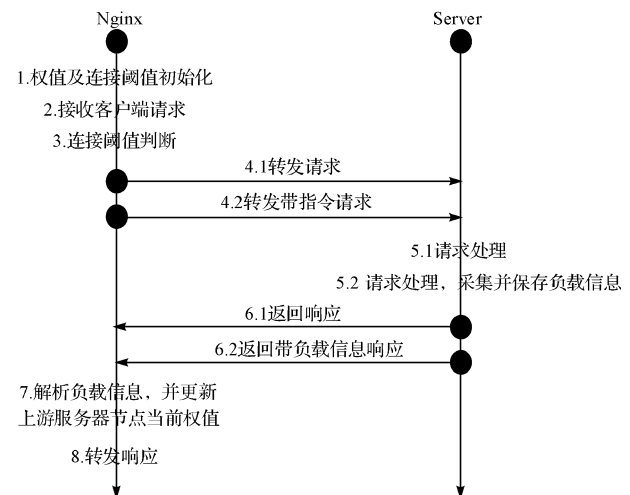 Nginx
Server
1.权值及连接阈值初始化
2.接收客户端请求
3.连接阈值判断
4.1转发请求
4.2转发带指令请求
5.1请求处理
5.2 请求处理，采集并保存负载信息
6.1返回响应
6.2返回带负载信息响应
7.解析负载信息，并更新
上游服务器节点当前权值
8.转发响应